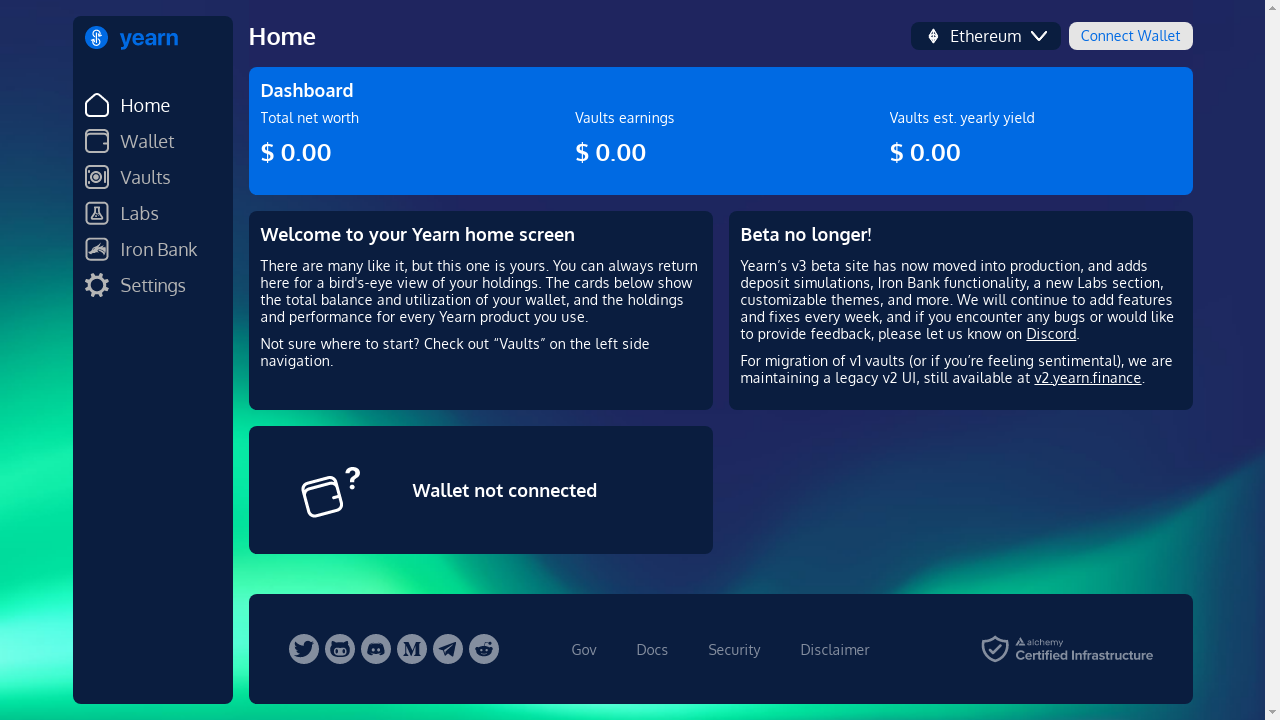 yearn
Home
Wallet
Vaults
Labs
Iron Bank
Settings
Home
Ethereum
Connect Wallet
Dashboard
Total net worth
Vaults earnings
Vaults est. yearly yield
$ 0.00
$ 0.00
$ 0.00
Welcome to your Yearn home screen
There are many like it, but this one is yours. You can always return
here for a bird's-eye view of your holdings. The cards below show
the total balance and utilization of your wallet, and the holdings
and performance for every Yearn product you use.
Not sure where to start? Check out “Vaults” on the left side
navigation.
Beta no longer!
Yearn’s v3 beta site has now moved into production, and adds
deposit simulations, Iron Bank functionality, a new Labs section,
customizable themes, and more. We will continue to add features
and fixes every week, and if you encounter any bugs or would like
to provide feedback, please let us know on Discord.
For migration of v1 vaults (or if you’re feeling sentimental), we are
maintaining a legacy v2 UI, still available at v2.yearn.finance.
?
Wallet not connected
M
Gov
Docs
Security
Disclaimer
alchemy
Certified Infrastructure